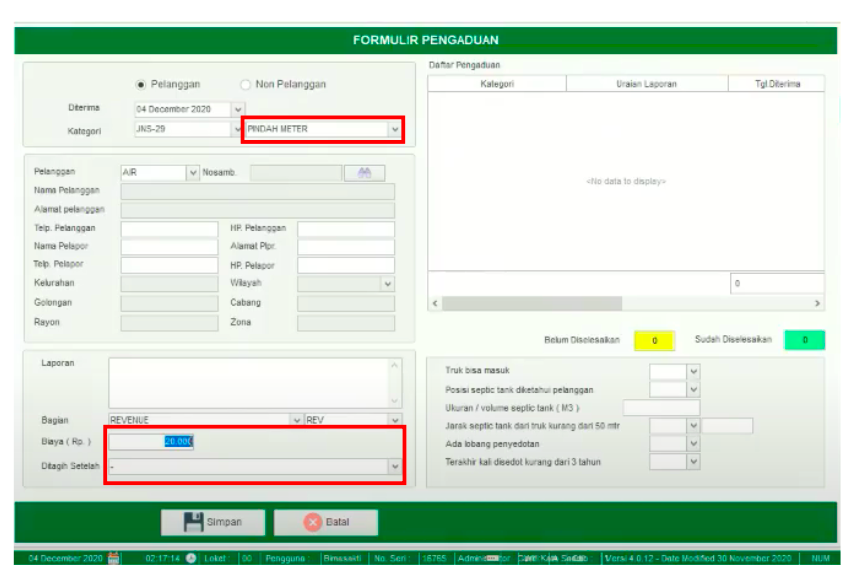 FORMULIR PENGADUAN
Pelanggan Non Pelanggan
Diterima 04 December 2020
Kategori JNS-29 PINDAH METER
Pelanggan AIR Nosamb.
Nama Pelanggan
Alamat pelanggan
Telp. Pelanggan HP. Pelanggan
Nama Pelapor Alamat Plpr.
Telp. Pelapor HP. Pelapor
Kelurahan Wilayah
Golongan Cabang
Rayon Zona
Laporan
Bagian REVENUE REV
Biaya ( Rp. ) 20.000
Ditagih Setelah -
Daftar Pengaduan
Kategori Uraian Laporan Tgl.Diterima
<No data to display>
0
Belum Diselesaikan 0 Sudah Diselesaikan 0
Truk bisa masuk
Posisi septic tank diketahui pelanggan
Ukuran / volume septic tank ( M3 )
Jarak septic tank dari truk kurang dari 50 mtr
Ada lobang penyedotan
Terakhir kali disedot kurang dari 3 tahun
Simpan Batal
04 December 2020 02:17:14 Loket : 00 Pengguna : Bimasakti No. Seri : 16765 Versi 4.0.12 - Date Modified 30 November 2020 NUM